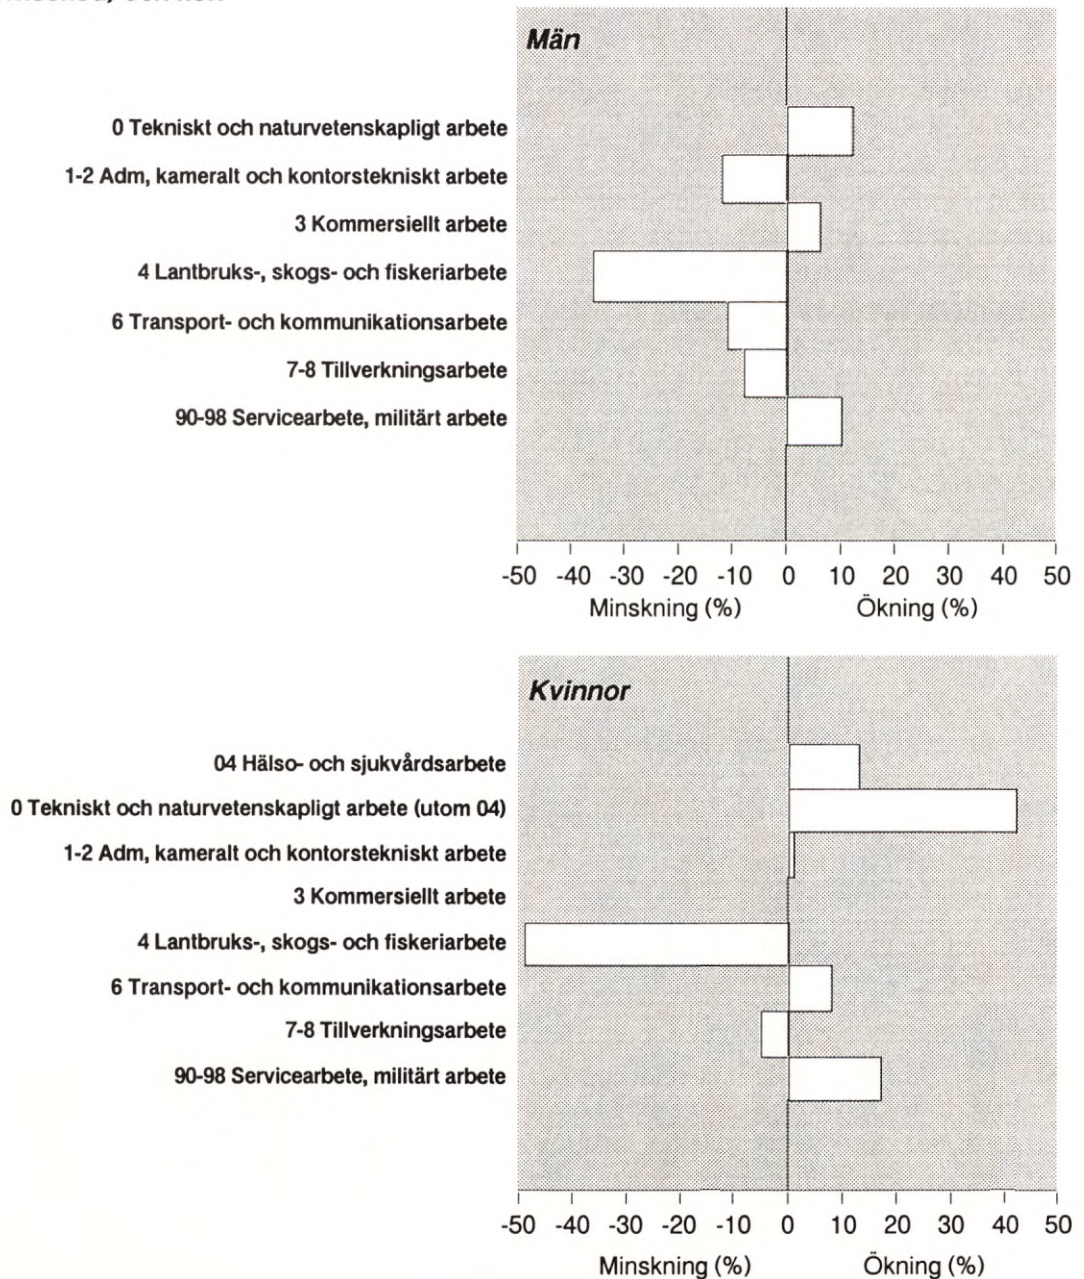 Män
0 Tekniskt och naturvetenskapligt arbete
1-2 Adm, kameralt och kontorstekniskt arbete
3 Kommersiellt arbete
4 Lantbruks-, skogs- och fiskeriarbete
6 Transport- och kommunikationsarbete
7-8 Tillverkningsarbete
90-98 Servicearbete, militärt arbete
-50 -40 -30 -20 -10 0 10 20 30 40 50
Minskning (%) Ökning (%)
Kvinnor
04 Hälso- och sjukvårdsarbete
0 Tekniskt och naturvetenskapligt arbete (utom 04)
1-2 Adm, kameralt och kontorstekniskt arbete
3 Kommersiellt arbete
4 Lantbruks-, skogs- och fiskeriarbete
6 Transport- och kommunikationsarbete
7-8 Tillverkningsarbete
90-98 Servicearbete, militärt arbete
-50 -40 -30 -20 -10 0 10 20 30 40 50
Minskning (%) Ökning (%)